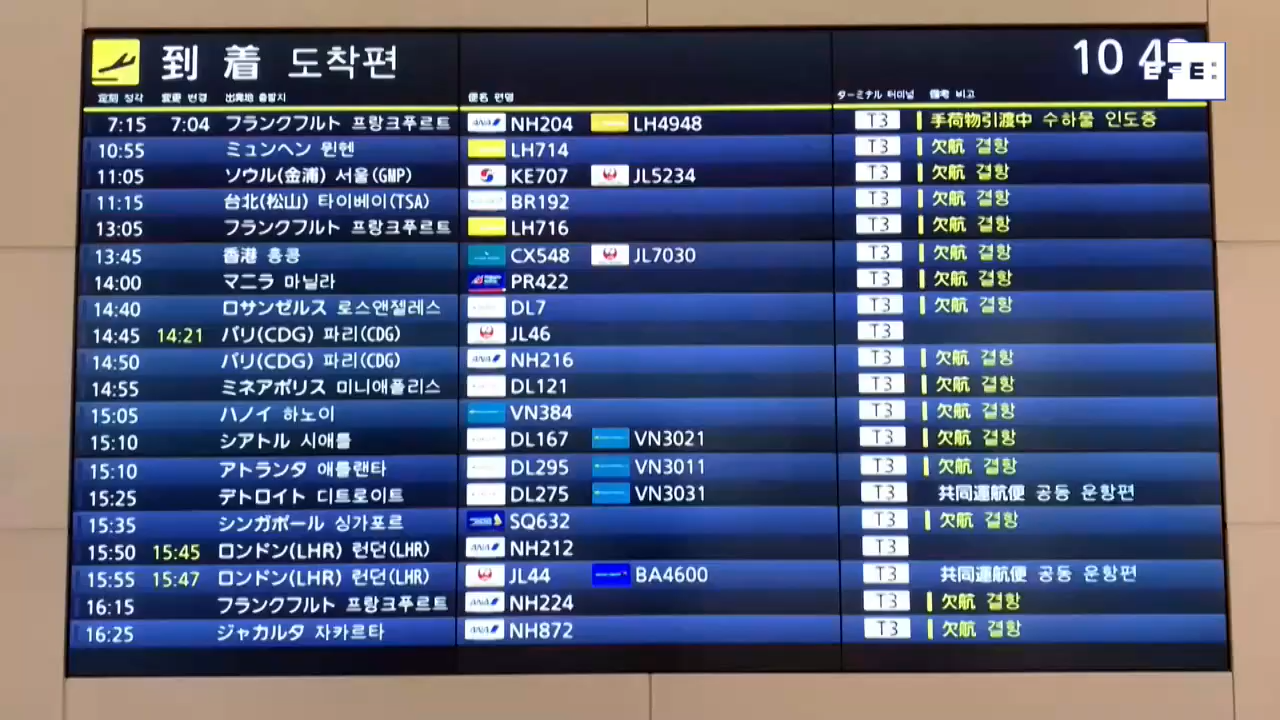 到 着 도착편
定刻 정각 変更 변경 出発地 출발지 便名 편명 ターミナル 터미널 備考 비고
7:15 7:04 フランクフルト 프랑크푸르트 ANA NH204 LH4948 T3 手荷物引渡中 수하물 인도중
10:55 ミュンヘン 뮌헨 LH714 T3 欠航 결항
11:05 ソウル(金浦) 서울(GMP) KE707 JL5234 T3 欠航 결항
11:15 台北(松山) 타이베이(TSA) BR192 T3 欠航 결항
13:05 フランクフルト 프랑크푸르트 LH716 T3 欠航 결항
13:45 香港 홍콩 CX548 JL7030 T3 欠航 결항
14:00 マニラ 마닐라 PR422 T3 欠航 결항
14:40 ロサンゼルス 로스앤젤레스 DL7 T3 欠航 결항
14:45 14:21 パリ(CDG) 파리(CDG) JL46 T3
14:50 パリ(CDG) 파리(CDG) ANA NH216 T3 欠航 결항
14:55 ミネアポリス 미니애폴리스 DL121 T3 欠航 결항
15:05 ハノイ 하노이 VN384 T3 欠航 결항
15:10 シアトル 시애틀 DL167 VN3021 T3 欠航 결항
15:10 アトランタ 애틀랜타 DL295 VN3011 T3 欠航 결항
15:25 デトロイト 디트로이트 DL275 VN3031 T3 共同運航便 공동 운항편
15:35 シンガポール 싱가포르 SQ632 T3 欠航 결항
15:50 15:45 ロンドン(LHR) 런던(LHR) ANA NH212 T3
15:55 15:47 ロンドン(LHR) 런던(LHR) JL44 BA4600 T3 共同運航便 공동 운항편
16:15 フランクフルト 프랑크푸르트 ANA NH224 T3 欠航 결항
16:25 ジャカルタ 자카르타 ANA NH872 T3 欠航 결항